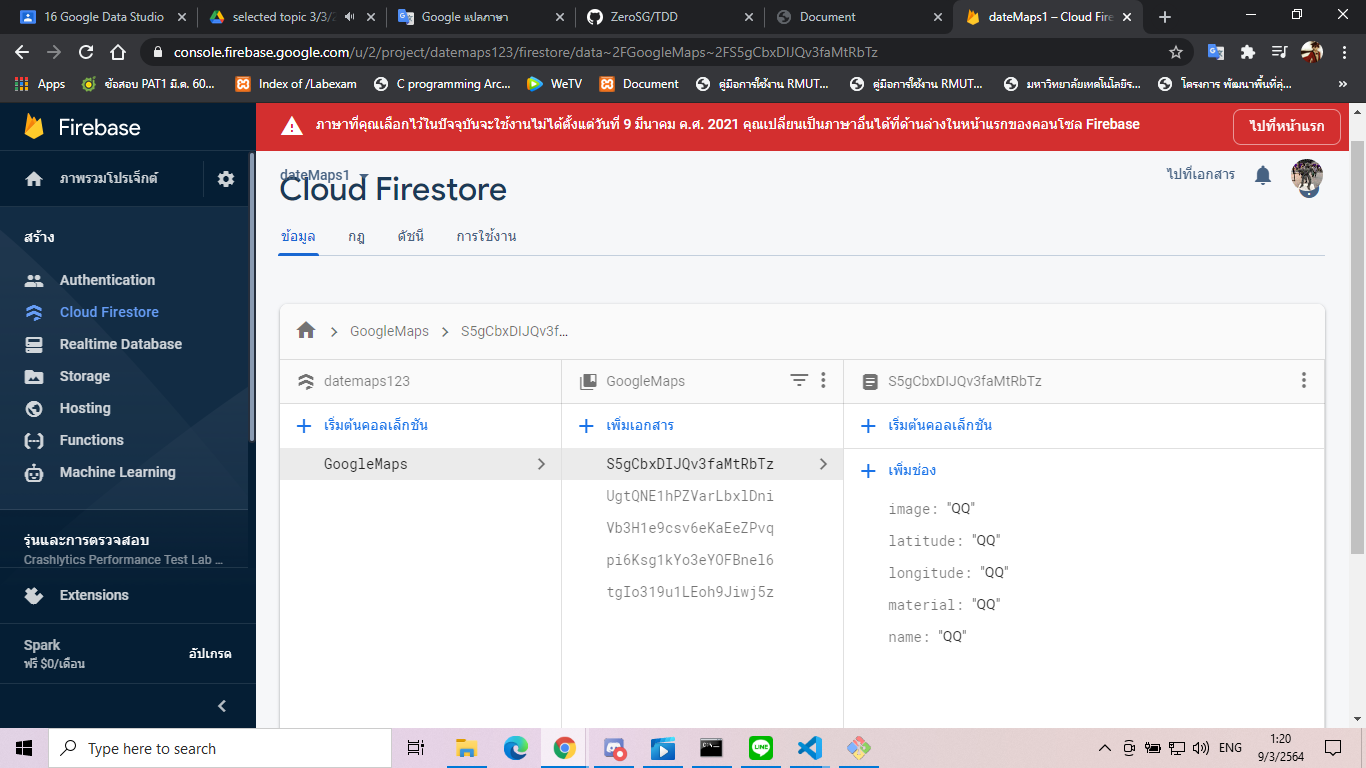 16 Google Data Studio
selected topic 3/3/2
Google แปลภาษา
ZeroSG/TDD
Document
dateMaps1 – Cloud Fire
console.firebase.google.com/u/2/project/datemaps123/firestore/data~2FGoogleMaps~2FS5gCbxDIJQv3faMtRbTz
Apps
ข้อสอบ PAT1 มี.ค. 60...
Index of /Labexam
C programming Arc...
WeTV
Document
คู่มือการใช้งาน RMUT...
คู่มือการใช้งาน RMUT...
มหาวิทยาลัยเทคโนโลยีร...
โครงการ พัฒนาพื้นที่สุ่...
»
Firebase
ภาษาที่คุณเลือกไว้ในปัจจุบันจะใช้งานไม่ได้ตั้งแต่วันที่ 9 มีนาคม ค.ศ. 2021 คุณเปลี่ยนเป็นภาษาอื่นได้ที่ด้านล่างในหน้าแรกของคอนโซล Firebase
ไปที่หน้าแรก
ภาพรวมโปรเจ็กต์
สร้าง
Authentication
Cloud Firestore
Realtime Database
Storage
Hosting
Functions
Machine Learning
รุ่นและการตรวจสอบ
Crashlytics Performance Test Lab ...
Extensions
Spark
ฟรี $0/เดือน
อัปเกรด
dateMaps1
ไปที่เอกสาร
Cloud Firestore
ข้อมูล
กฎ
ดัชนี
การใช้งาน
GoogleMaps
S5gCbxDIJQv3f...
datemaps123
GoogleMaps
S5gCbxDIJQv3faMtRbTz
เริ่มต้นคอลเล็กชัน
เพิ่มเอกสาร
เริ่มต้นคอลเล็กชัน
GoogleMaps
S5gCbxDIJQv3faMtRbTz
UgtQNE1hPZVarLbxlDni
Vb3H1e9csv6eKaEeZPvq
pi6Ksg1kYo3eYOFBnel6
tgIo319u1LEoh9Jiwj5z
เพิ่มช่อง
image: "QQ"
latitude: "QQ"
longitude: "QQ"
material: "QQ"
name: "QQ"
Type here to search
ENG
1:20
9/3/2564